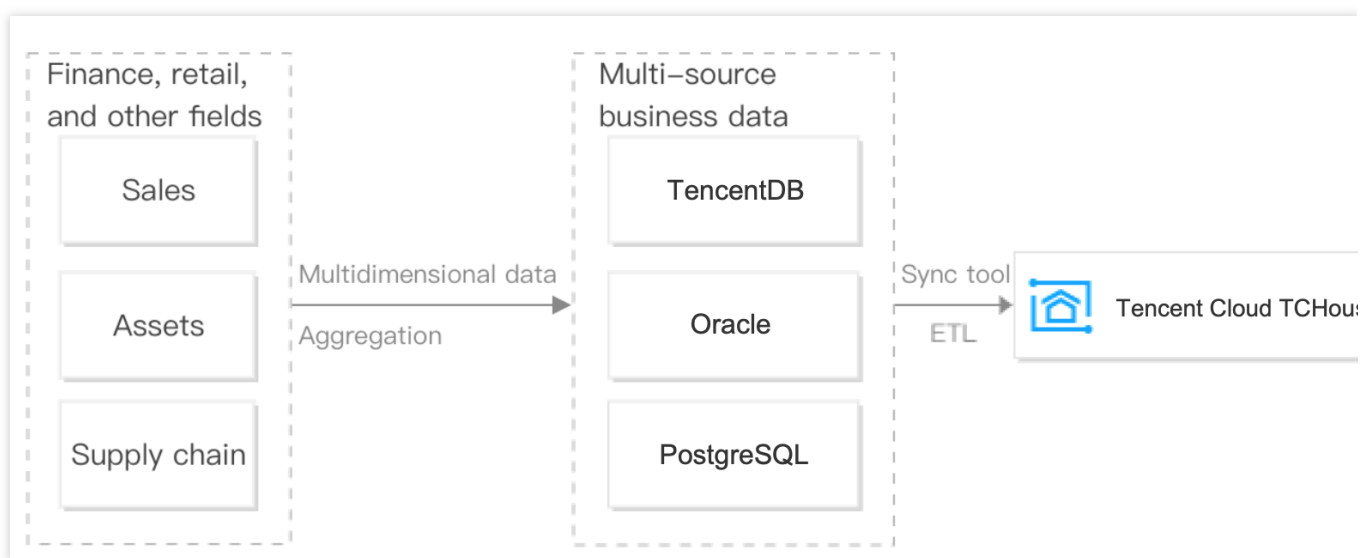 Finance, retail,
and other fields
Sales
Assets
Supply chain
Multidimensional data
Aggregation
Multi-source
business data
TencentDB
Oracle
PostgreSQL
Sync tool
ETL
Tencent Cloud